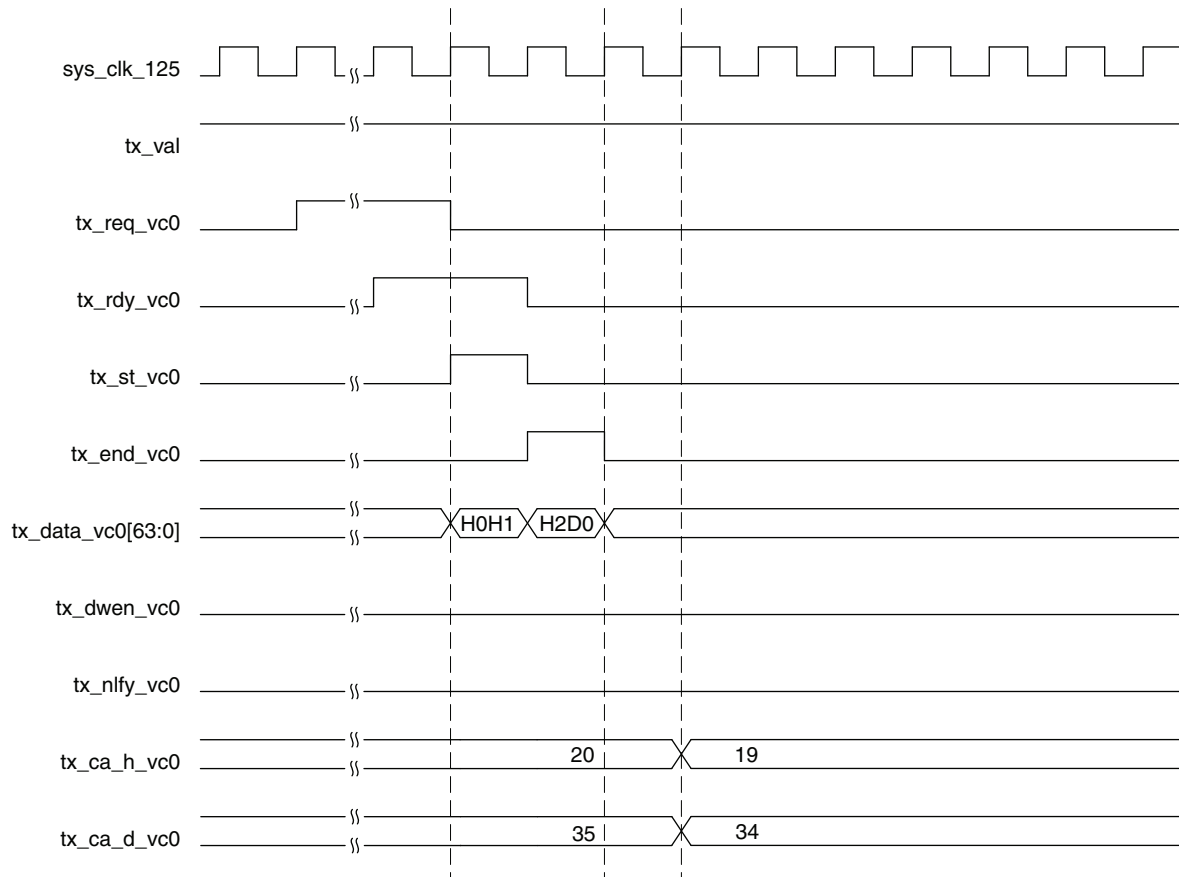 sys_clk_125
tx_val
tx_req_vc0
tx_rdy_vc0
tx_st_vc0
tx_end_vc0
tx_data_vc0[63:0] H0H1 H2D0
tx_dwen_vc0
tx_nlfy_vc0
tx_ca_h_vc0 20 19
tx_ca_d_vc0 35 34